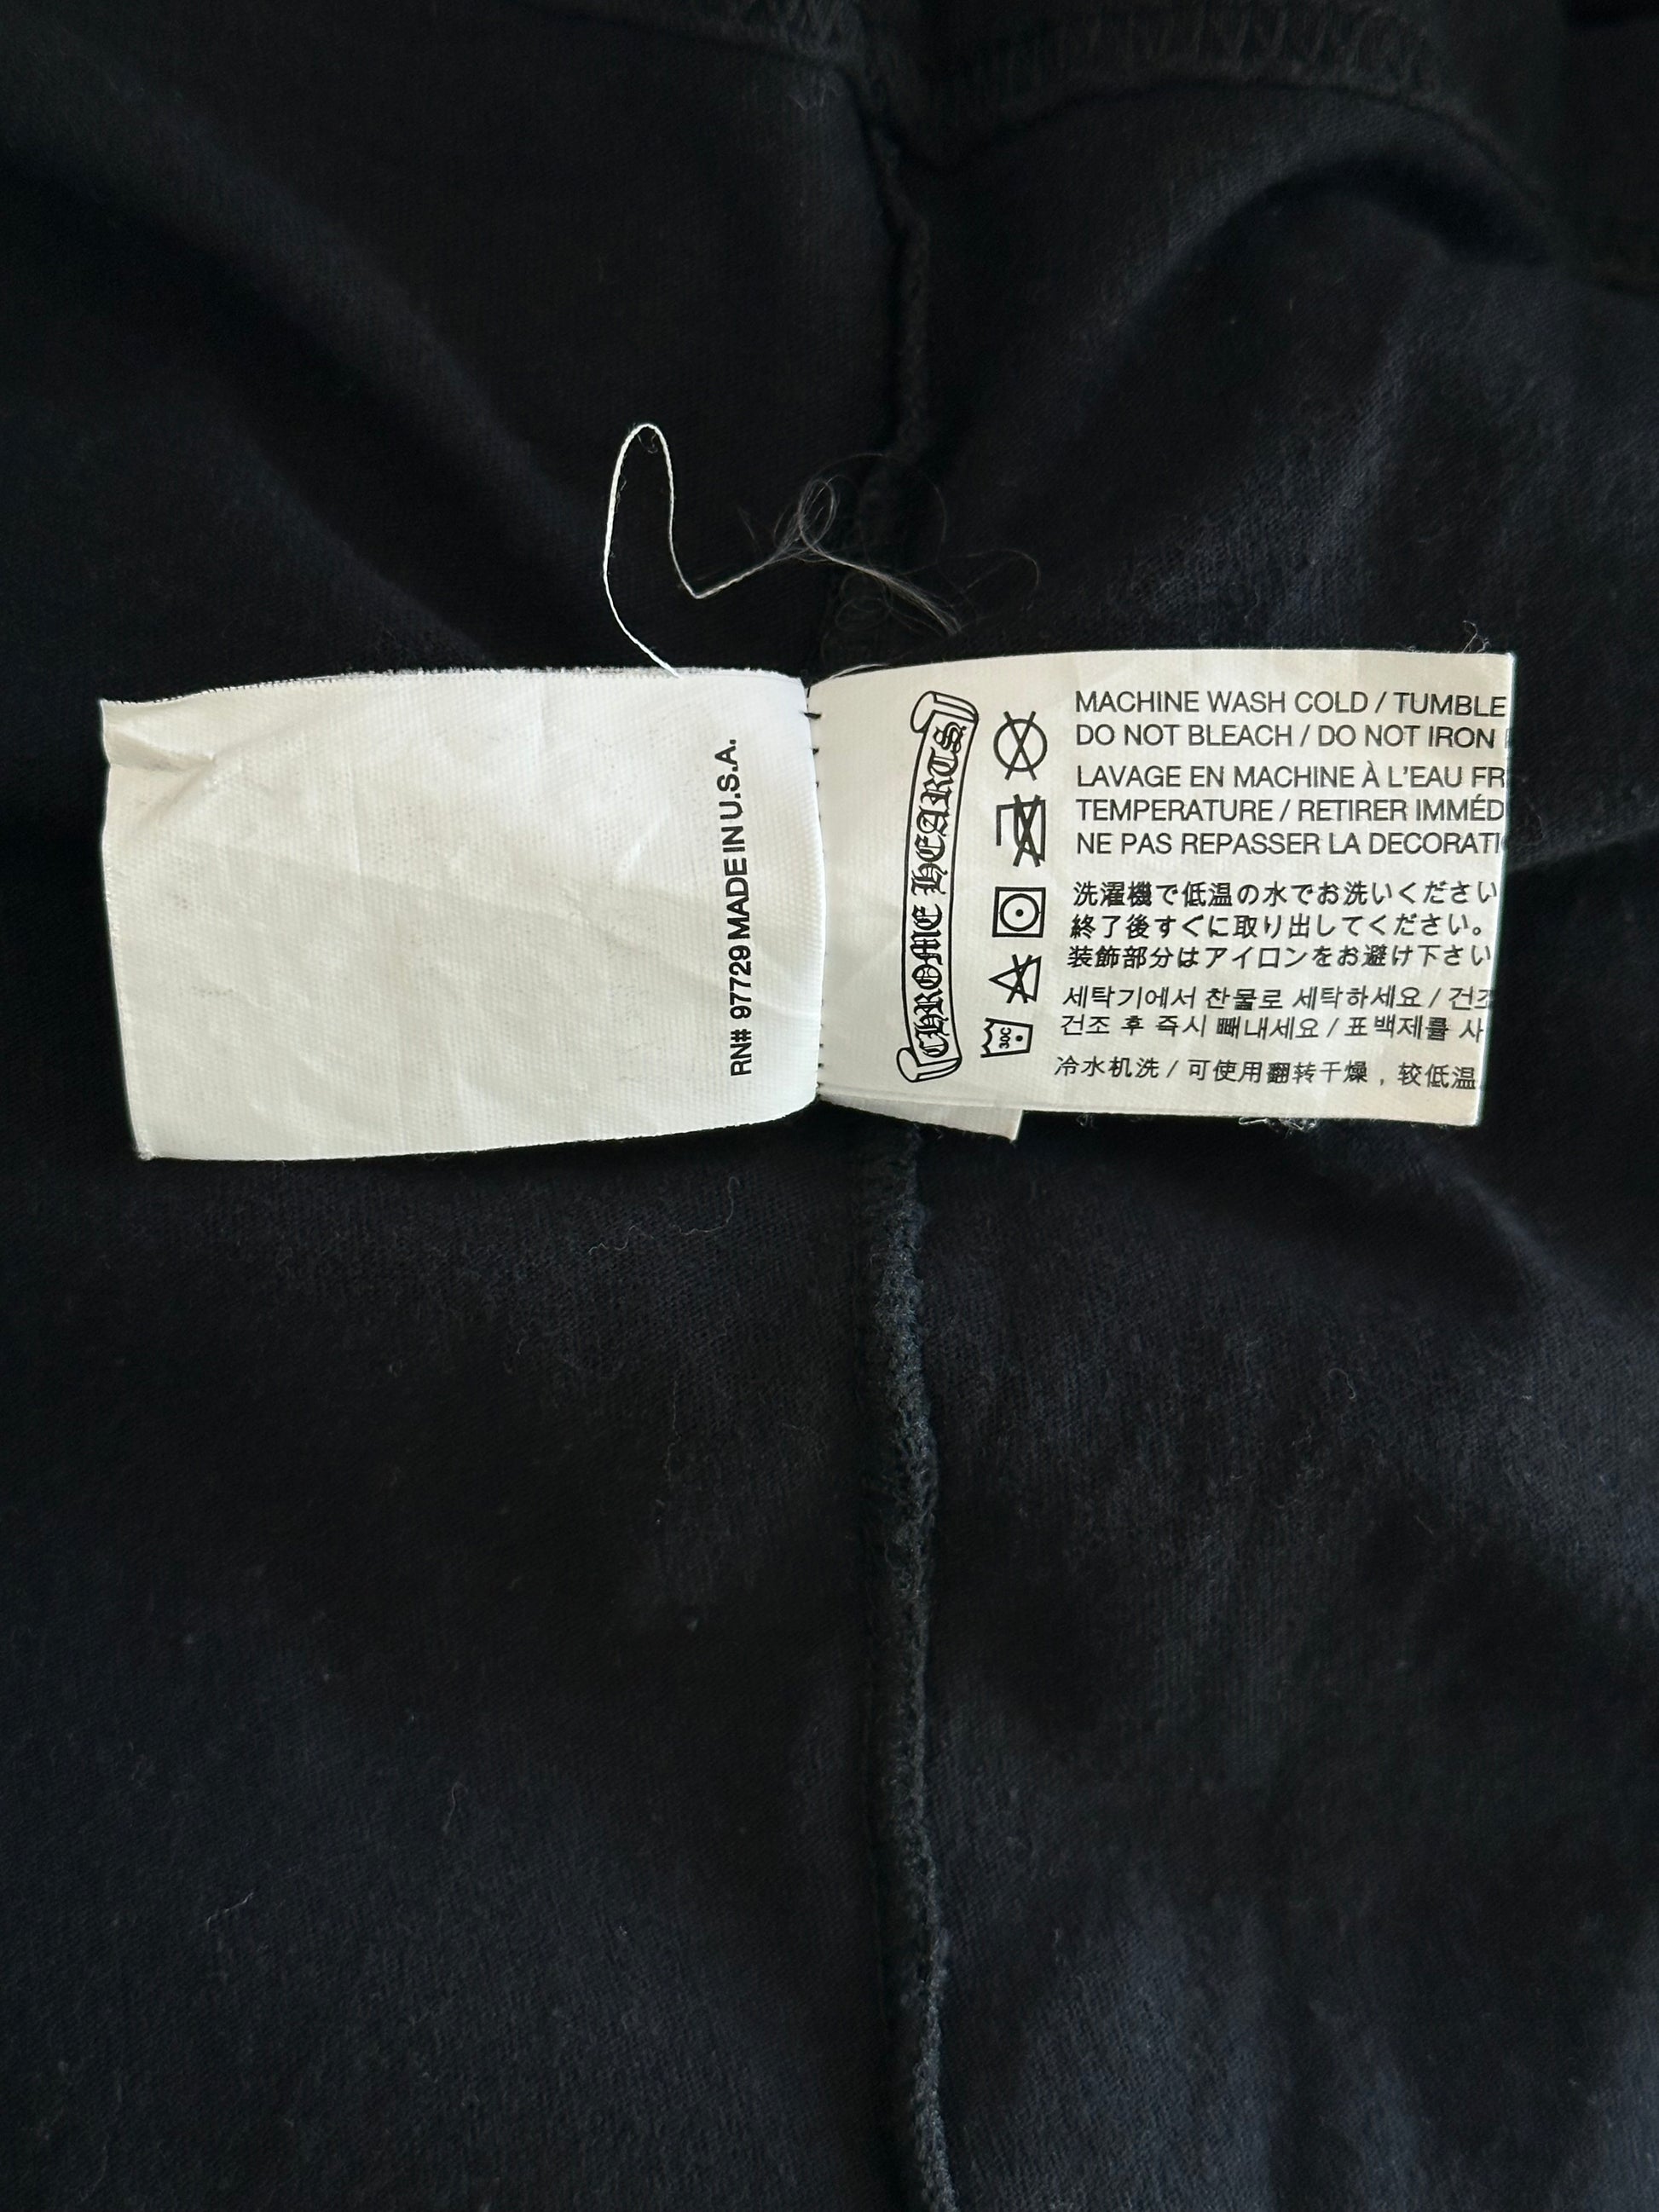 RN# 97729 MADE IN U.S.A.
CHROME HEARTS
MACHINE WASH COLD / TUMBLE
DO NOT BLEACH / DO NOT IRON
LAVAGE EN MACHINE À L'EAU FR
TEMPERATURE / RETIRER IMMÉD
NE PAS REPASSER LA DECORATI
洗濯機で低温の水でお洗いください
終了後すぐに取り出してください。
装飾部分はアイロンをお避け下さい
세탁기에서 찬물로 세탁하세요 / 건조
건조 후 즉시 빼내세요 / 표백제를 사
冷水机洗 / 可使用翻转干燥，较低温
30C